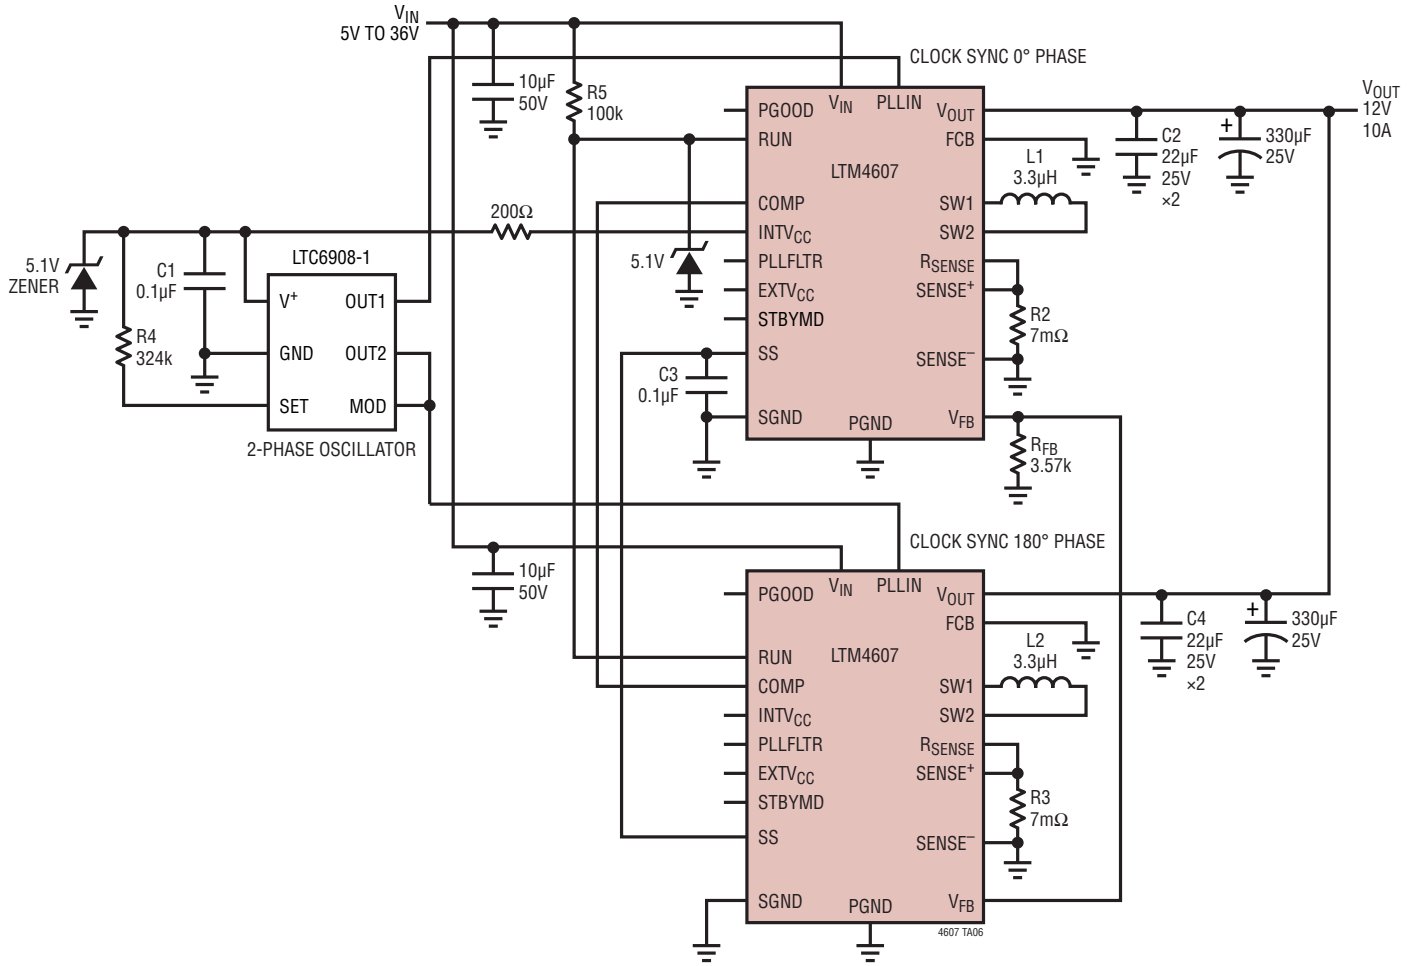 VIN
5V TO 36V
10µF
50V
R5
100k
CLOCK SYNC 0° PHASE
VOUT
12V
10A
PGOOD
VIN
PLLIN
VOUT
RUN
FCB
LTM4607
COMP
SW1
INTVCC
SW2
PLLFLTR
RSENSE
EXTVCC
SENSE+
STBYMD
SS
SENSE–
SGND
PGND
VFB
L1
3.3µH
C2
22µF
25V
×2
+
330µF
25V
200Ω
5.1V
ZENER
C1
0.1µF
R4
324k
LTC6908-1
V+
OUT1
GND
OUT2
SET
MOD
2-PHASE OSCILLATOR
5.1V
C3
0.1µF
R2
7mΩ
RFB
3.57k
CLOCK SYNC 180° PHASE
10µF
50V
PGOOD
VIN
PLLIN
VOUT
FCB
RUN
LTM4607
COMP
SW1
INTVCC
SW2
PLLFLTR
RSENSE
EXTVCC
SENSE+
STBYMD
SS
SENSE–
SGND
PGND
VFB
L2
3.3µH
C4
22µF
25V
×2
+
330µF
25V
R3
7mΩ
4607 TA06